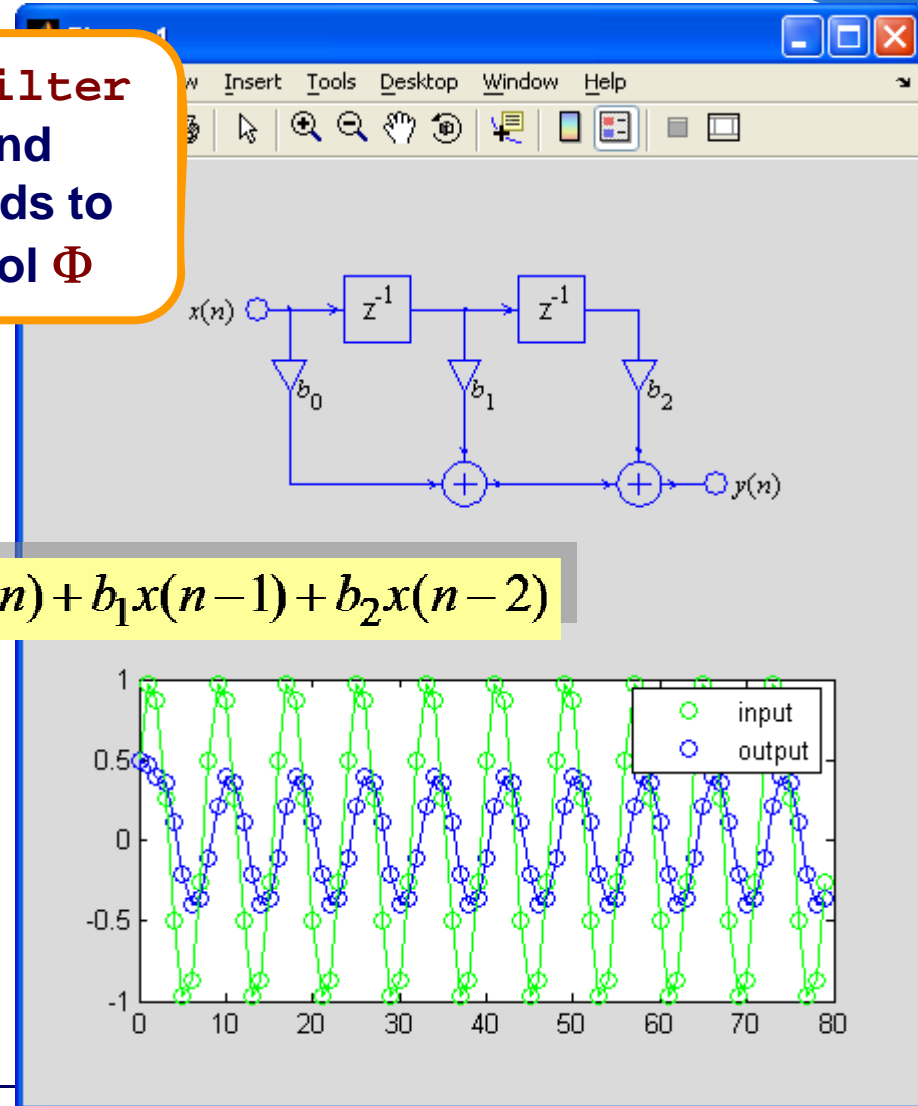 Insert Tools Desktop Window Help
nd
ds to
ol Φ
x(n)
z⁻¹
z⁻¹
b₀
b₁
b₂
+
+
y(n)
n) + b₁x(n−1) + b₂x(n−2)
1
0.5
0
-0.5
-1
0 10 20 30 40 50 60 70 80
input
output